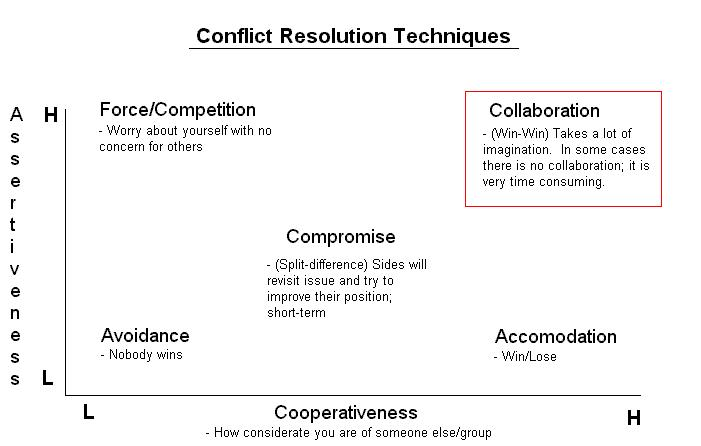 Conflict Resolution Techniques
Assertiveness
H
Force/Competition
- Worry about yourself with no
concern for others
Collaboration
- (Win-Win) Takes a lot of
imagination. In some cases
there is no collaboration; it is
very time consuming.
Compromise
- (Split-difference) Sides will
revisit issue and try to
improve their position;
short-term
Avoidance
- Nobody wins
Accomodation
- Win/Lose
L
L
Cooperativeness
H
- How considerate you are of someone else/group